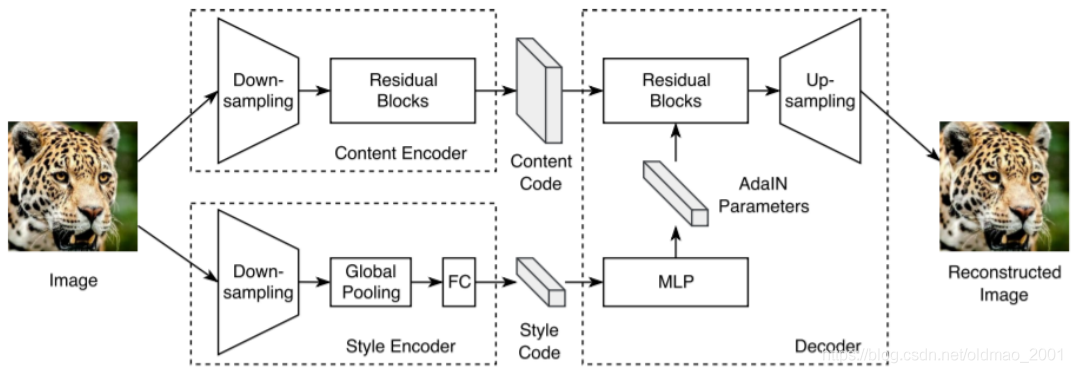 Down-
sampling
Residual
Blocks
Content Encoder
Content
Code
Residual
Blocks
Up-
sampling
AdaIN
Parameters
Image
Down-
sampling
Global
Pooling
FC
Style Encoder
Style
Code
MLP
Decoder
Reconstructed
Image
https://blog.csdn.net/oldmao_2001